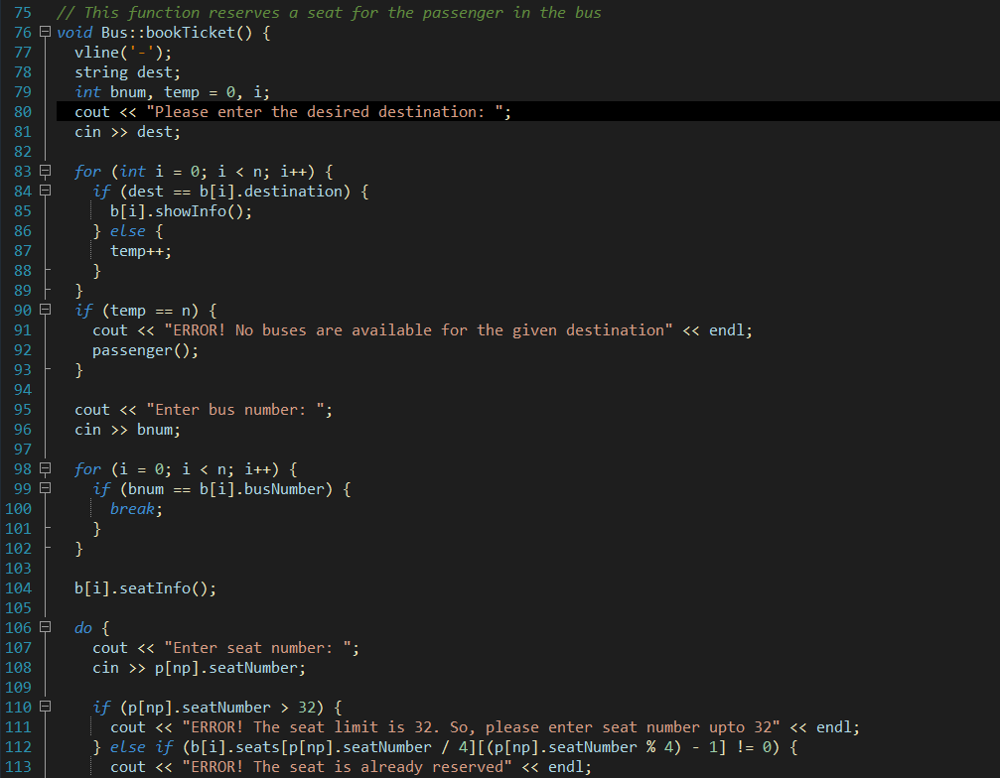 75 // This function reserves a seat for the passenger in the bus
76 void Bus::bookTicket() {
77 vline('-');
78 string dest;
79 int bnum, temp = 0, i;
80 cout << "Please enter the desired destination: ";
81 cin >> dest;
82
83 for (int i = 0; i < n; i++) {
84 if (dest == b[i].destination) {
85 b[i].showInfo();
86 } else {
87 temp++;
88 }
89 }
90 if (temp == n) {
91 cout << "ERROR! No buses are available for the given destination" << endl;
92 passenger();
93 }
94
95 cout << "Enter bus number: ";
96 cin >> bnum;
97
98 for (i = 0; i < n; i++) {
99 if (bnum == b[i].busNumber) {
100 break;
101 }
102 }
103
104 b[i].seatInfo();
105
106 do {
107 cout << "Enter seat number: ";
108 cin >> p[np].seatNumber;
109
110 if (p[np].seatNumber > 32) {
111 cout << "ERROR! The seat limit is 32. So, please enter seat number upto 32" << endl;
112 } else if (b[i].seats[p[np].seatNumber / 4][(p[np].seatNumber % 4) - 1] != 0) {
113 cout << "ERROR! The seat is already reserved" << endl;